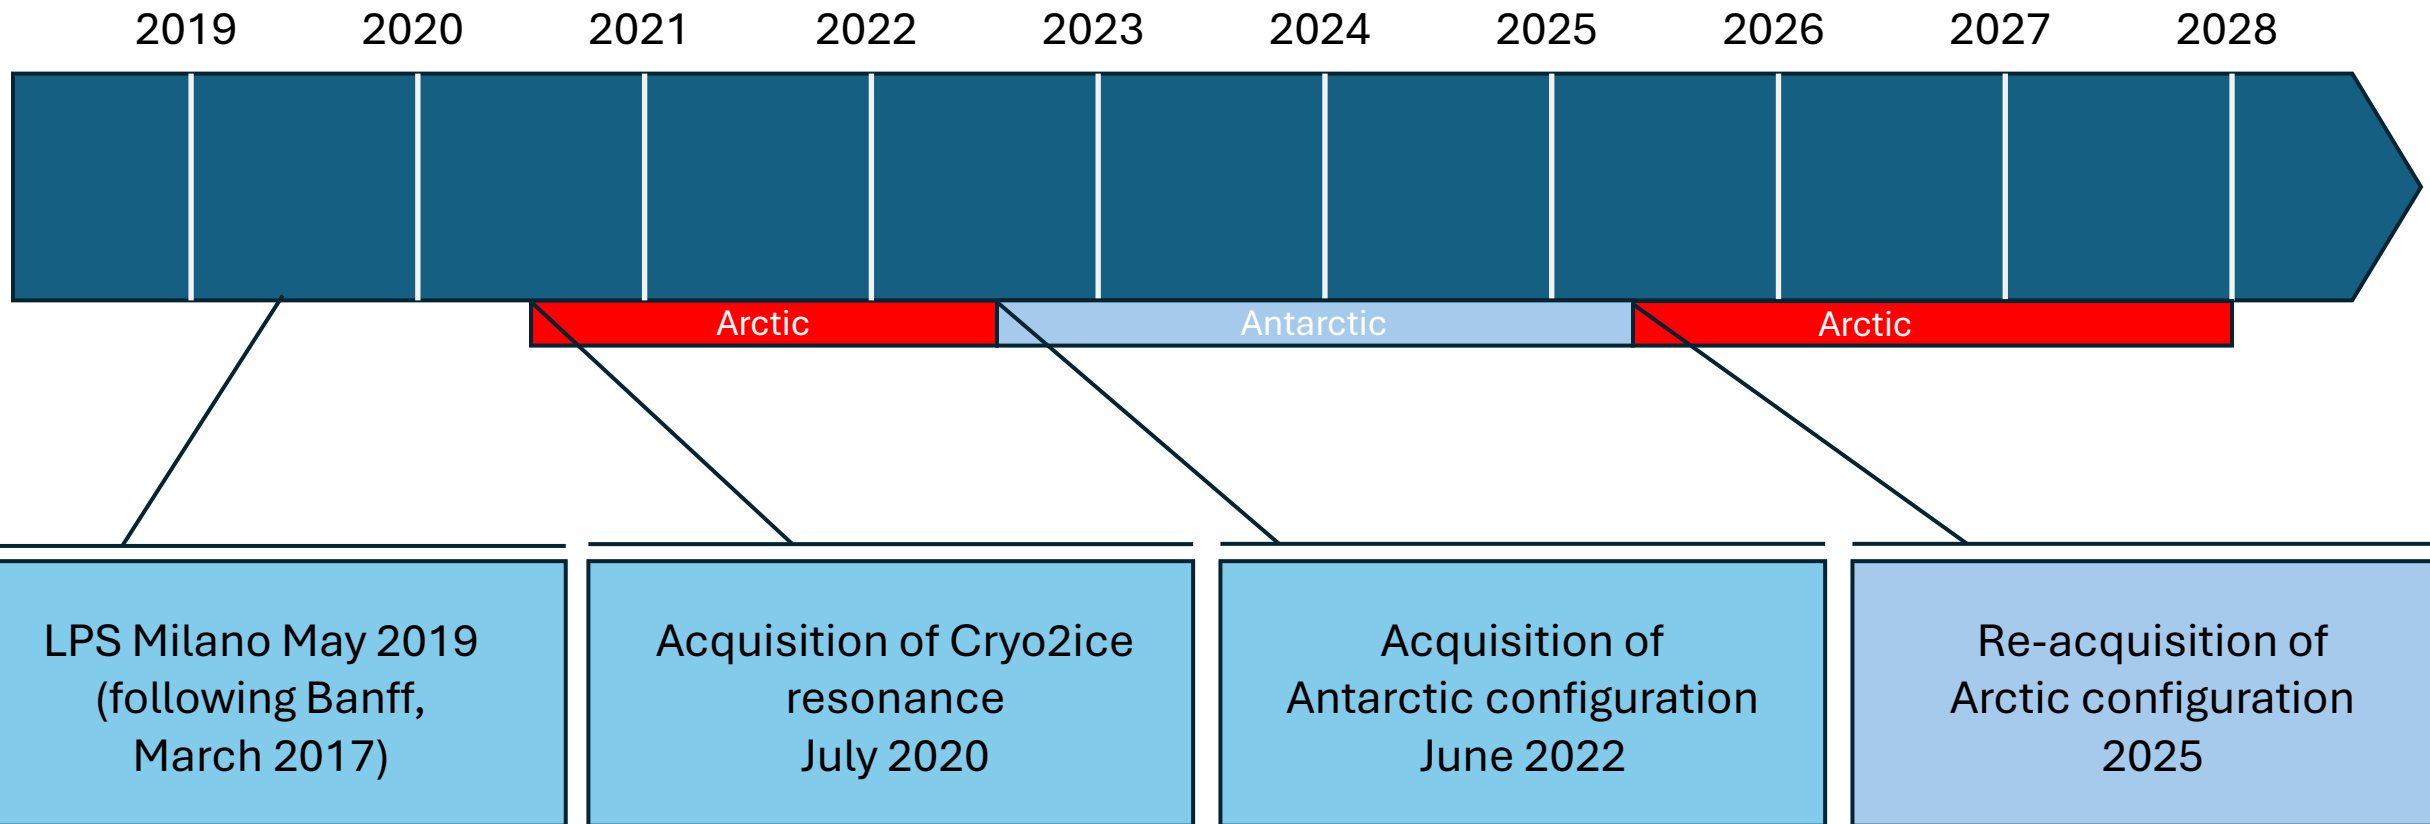 2019 2020 2021 2022 2023 2024 2025 2026 2027 2028
Arctic Antarctic Arctic
LPS Milano May 2019
(following Banff,
March 2017)
Acquisition of Cryo2ice
resonance
July 2020
Acquisition of
Antarctic configuration
June 2022
Re-acquisition of
Arctic configuration
2025